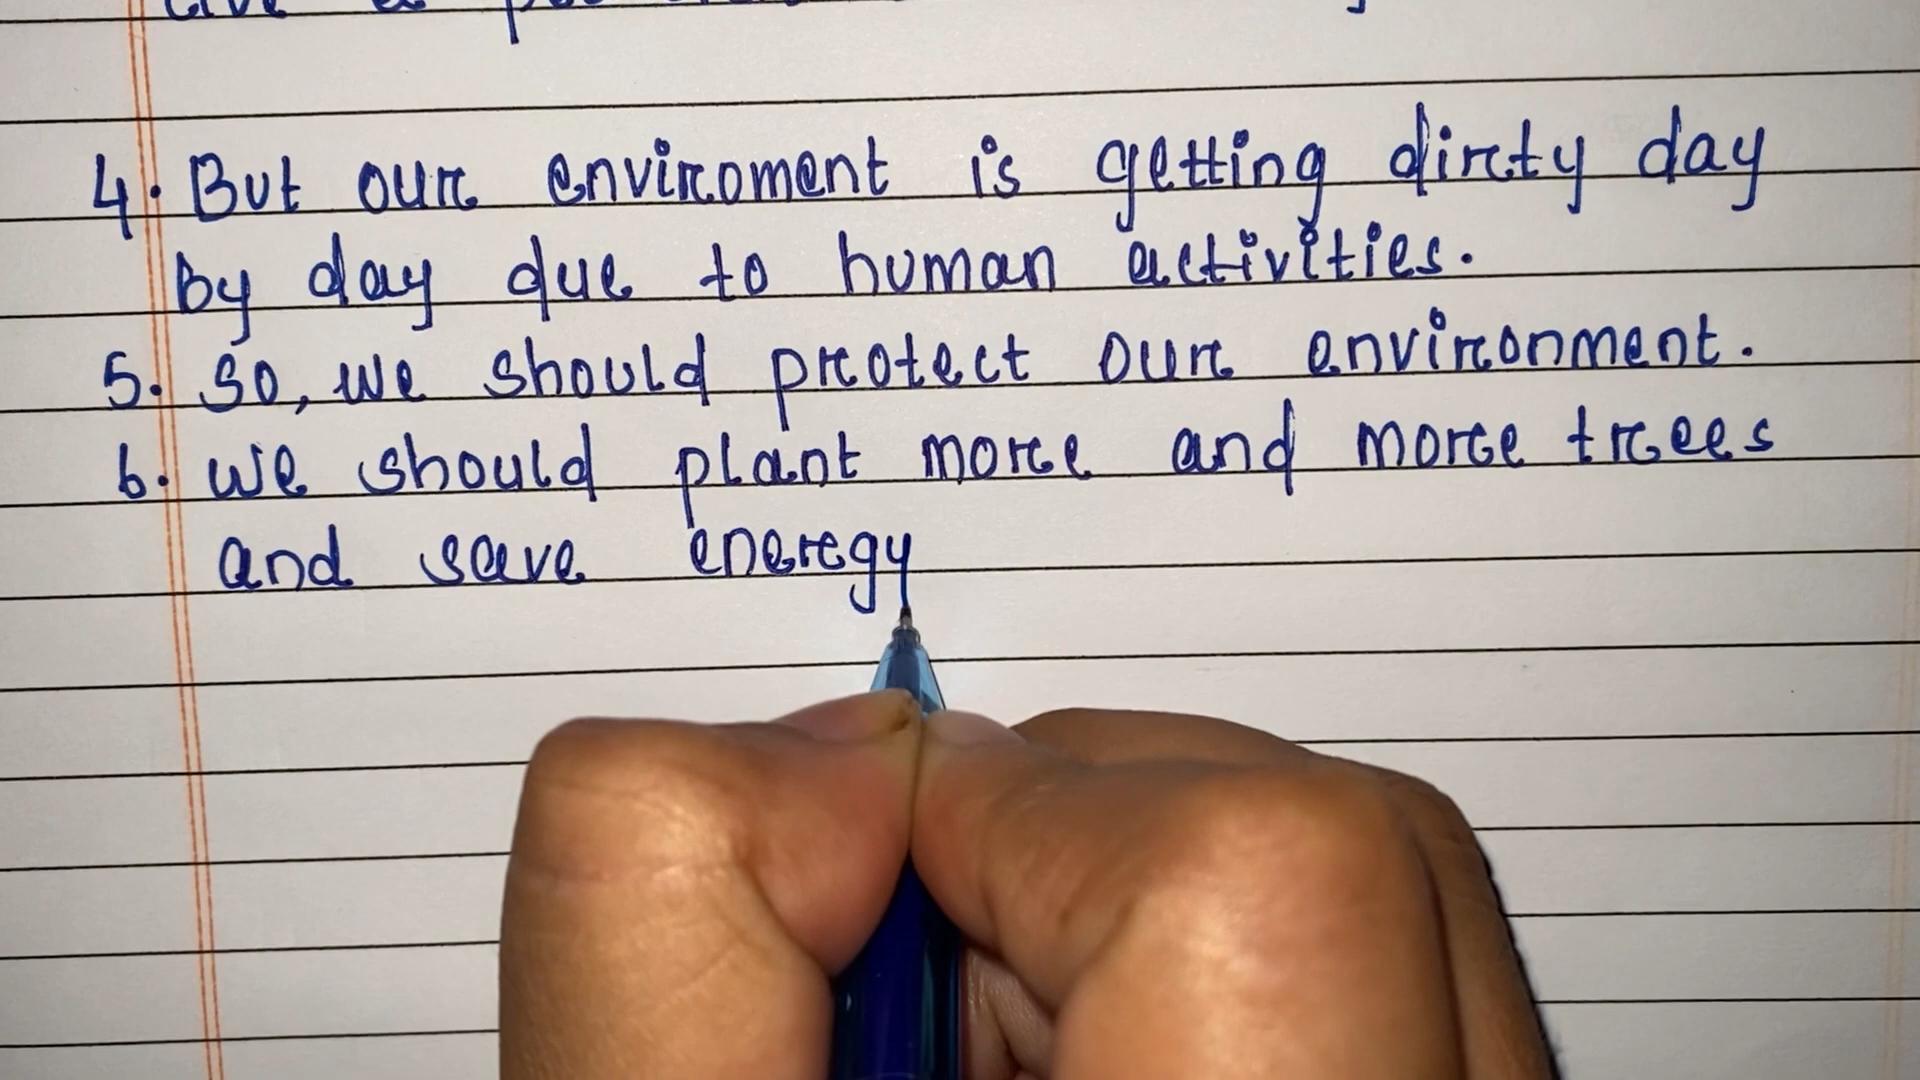 4. But our enviroment is getting dirty day
by day due to human activities.
5. So, we should protect our environment.
6. We should plant more and more trees
and save energy